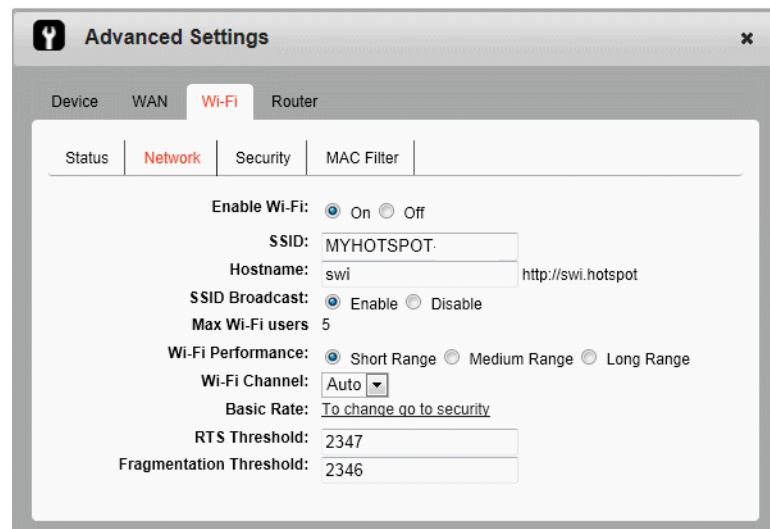 Advanced Settings
Device WAN Wi-Fi Router
Status Network Security MAC Filter
Enable Wi-Fi: On Off
SSID: MYHOTSPOT-
Hostname: swi http://swi.hotspot
SSID Broadcast: Enable Disable
Max Wi-Fi users 5
Wi-Fi Performance: Short Range Medium Range Long Range
Wi-Fi Channel: Auto
Basic Rate: To change go to security
RTS Threshold: 2347
Fragmentation Threshold: 2346